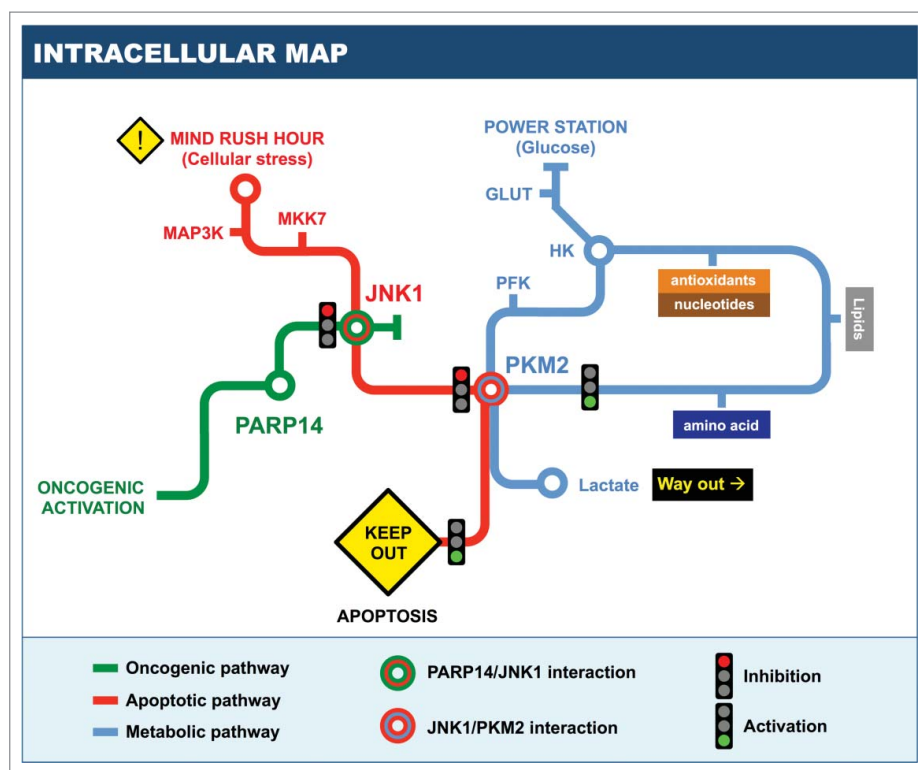 INTRACELLULAR MAP
!
MIND RUSH HOUR
(Cellular stress)
POWER STATION
(Glucose)
GLUT
MKK7
MAP3K
HK
antioxidants
nucleotides
PFK
JNK1
Lipids
PKM2
PARP14
amino acid
ONCOGENIC
ACTIVATION
Lactate
Way out →
KEEP
OUT
APOPTOSIS
Oncogenic pathway
Apoptotic pathway
Metabolic pathway
PARP14/JNK1 interaction
JNK1/PKM2 interaction
Inhibition
Activation